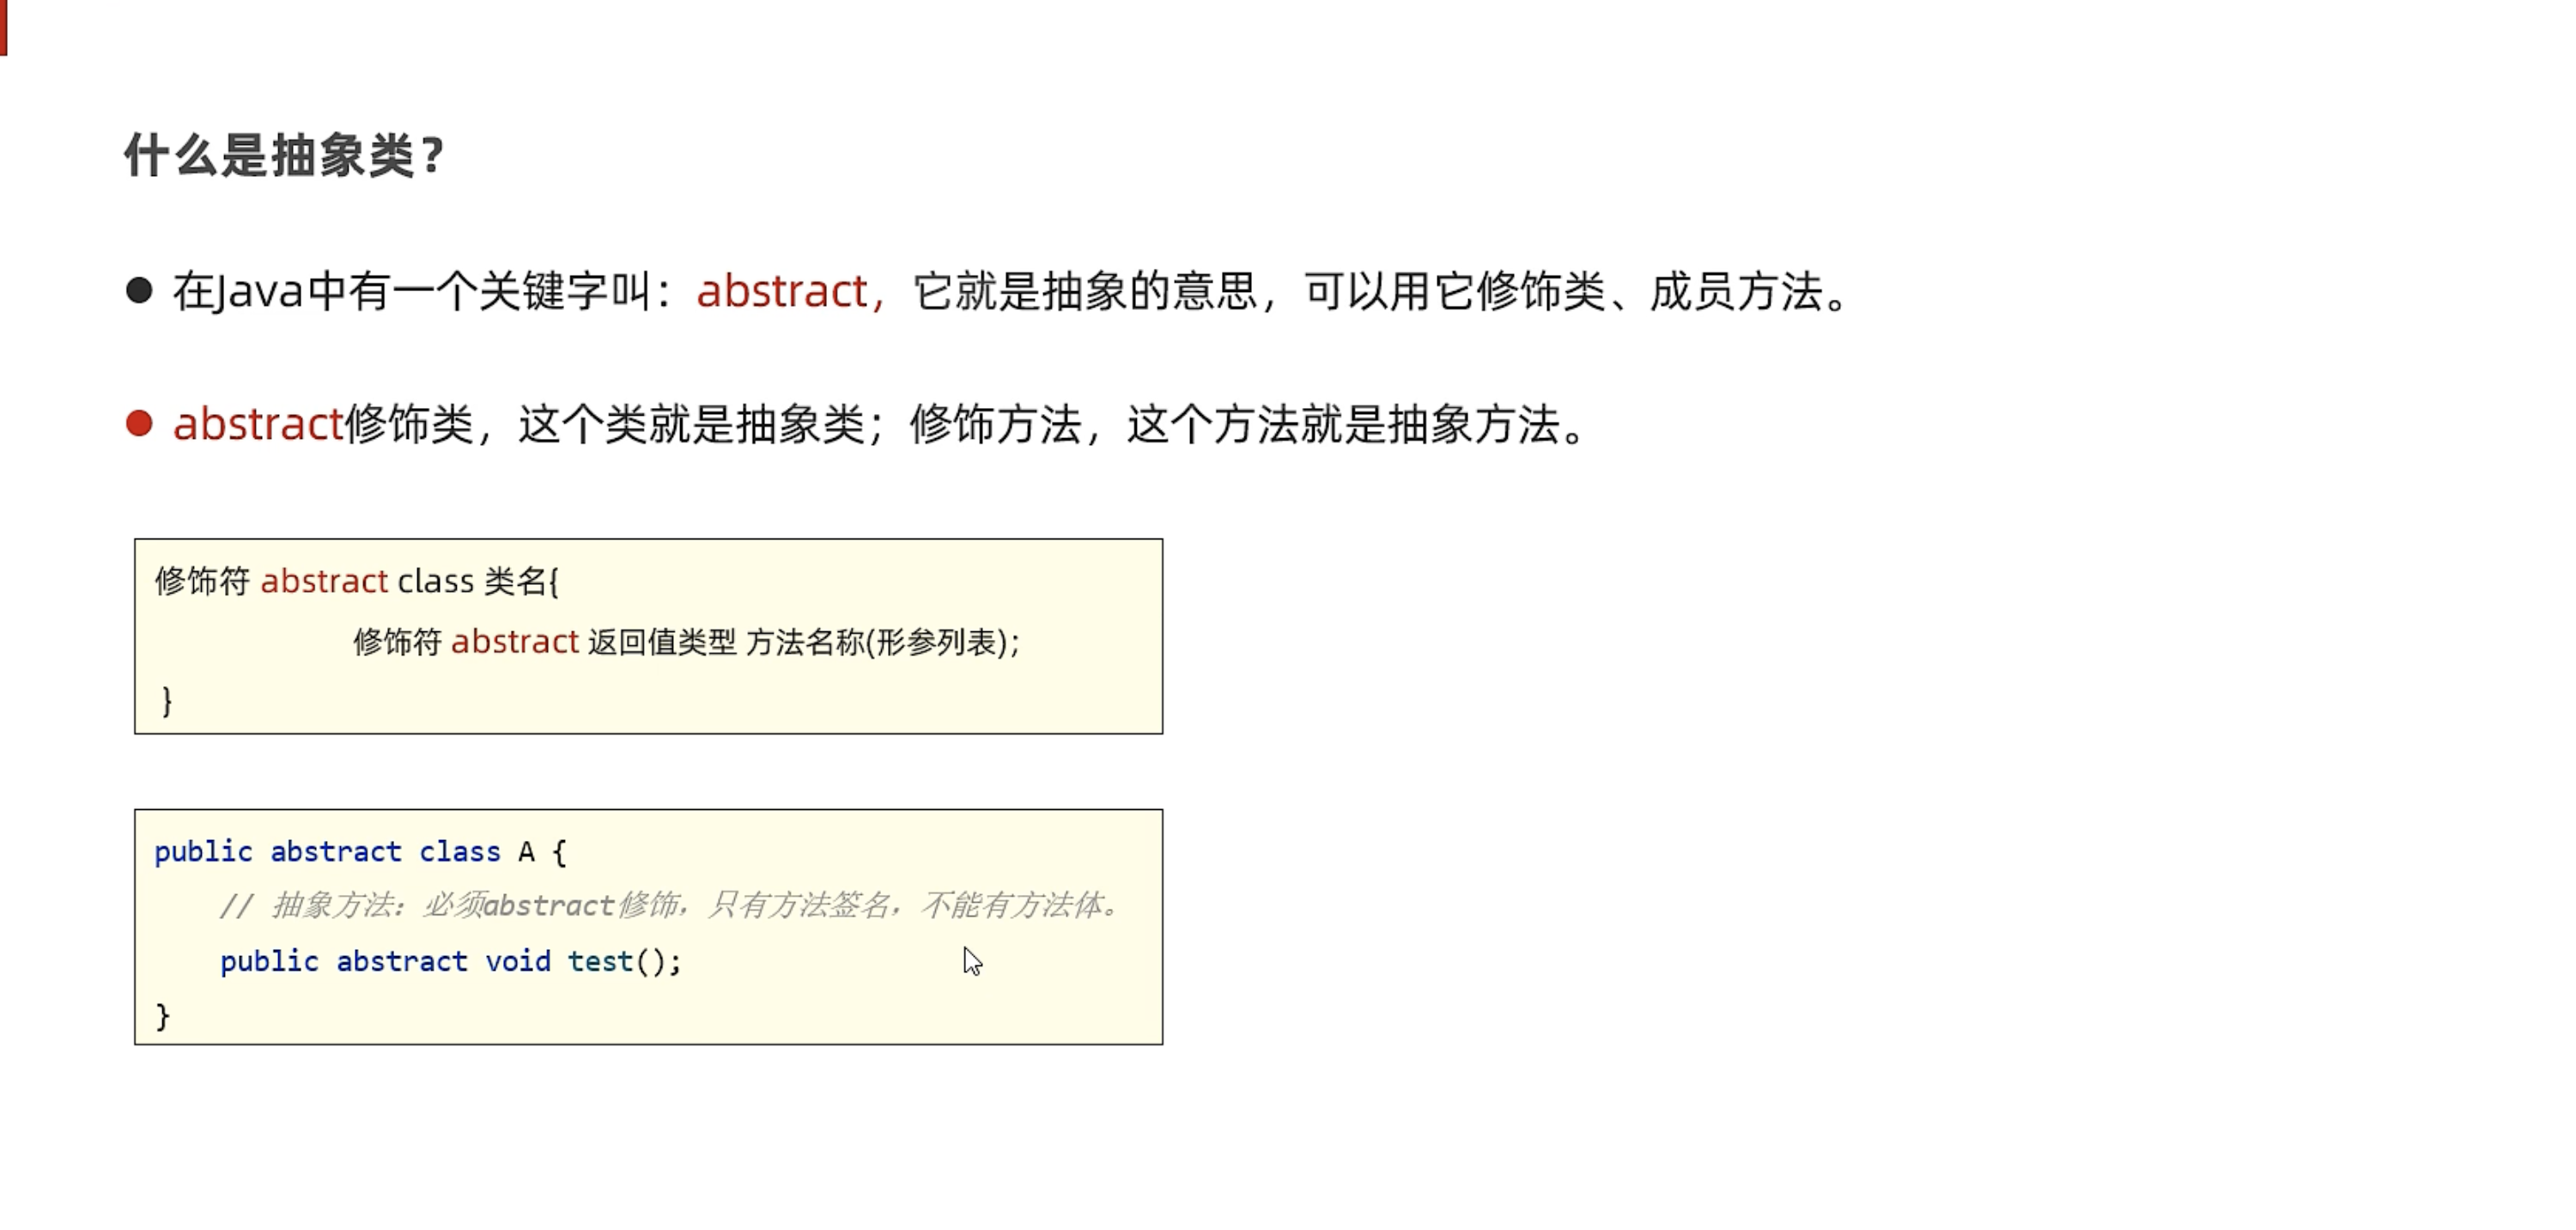 什么是抽象类?
在Java中有一个关键字叫：abstract，它就是抽象的意思，可以用它修饰类、成员方法。
abstract修饰类，这个类就是抽象类；修饰方法，这个方法就是抽象方法。
修饰符 abstract class 类名{
修饰符 abstract 返回值类型 方法名称(形参列表);
}
public abstract class A {
// 抽象方法：必须abstract修饰，只有方法签名，不能有方法体。
public abstract void test();
}